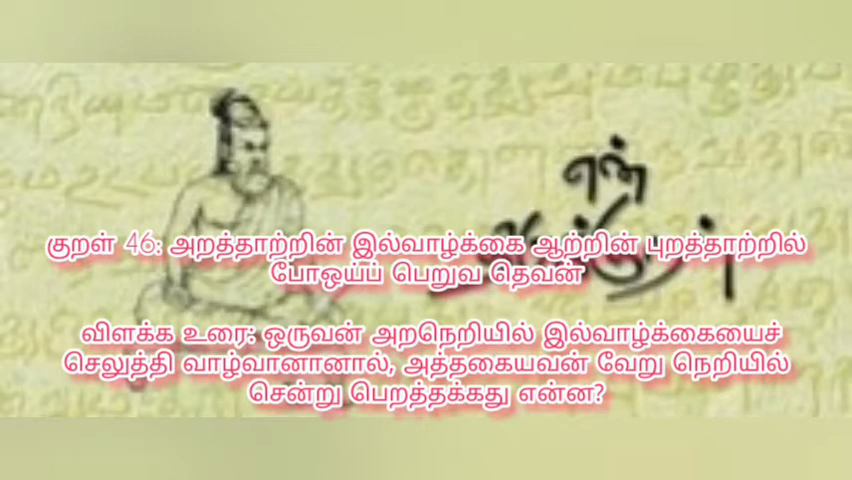 என்
குறள் 46: அறத்தாற்றின் இல்வாழ்க்கை ஆற்றின் புறத்தாற்றில்
போஒய்ப் பெறுவ தெவன்
விளக்க உரை: ஒருவன் அறநெறியில் இல்வாழ்க்கையைச்
செலுத்தி வாழ்வானானால், அத்தகையவன் வேறு நெறியில்
சென்று பெறத்தக்கது என்ன?